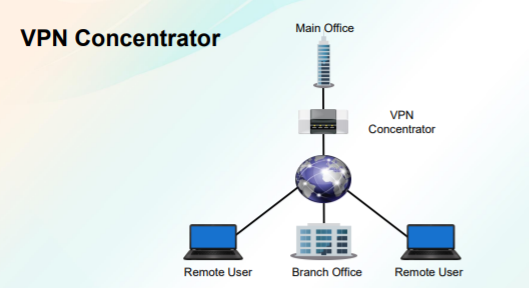 VPN Concentrator
Main Office
VPN
Concentrator
Remote User
Branch Office
Remote User